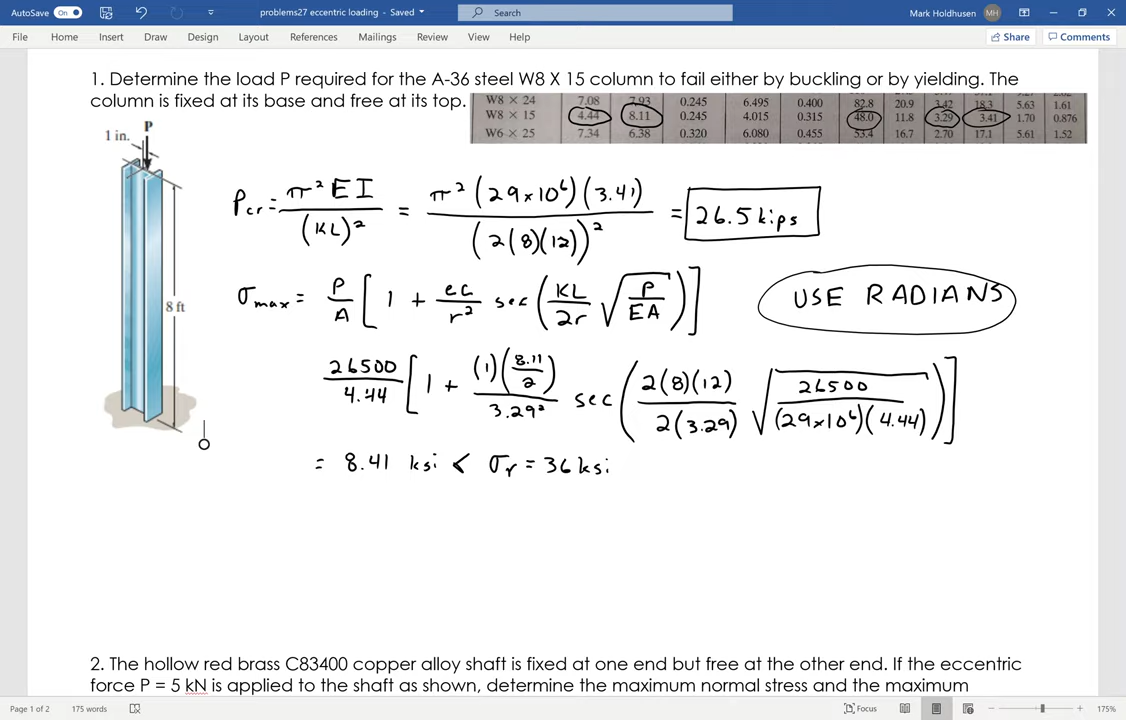 AutoSave On problems27 eccentric loading - Saved Search Mark Holdhusen MH
File Home Insert Draw Design Layout References Mailings Review View Help Share Comments
1. Determine the load P required for the A-36 steel W8 X 15 column to fail either by buckling or by yielding. The
column is fixed at its base and free at its top.
W8 × 24 7.08 7.93 0.245 6.495 0.400 82.8 20.9 3.42 18.3 5.63 1.61
W8 × 15 4.44 8.11 0.245 4.015 0.315 48.0 11.8 3.29 3.41 1.70 0.876
W6 × 25 7.34 6.38 0.320 6.080 0.455 53.4 16.7 2.70 17.1 5.61 1.52
P
1 in.
8 ft
Pcr = π² E I / (KL)² = π² (29×10⁶)(3.41) / (2(8)(12))² = 26.5 kips
σmax = P/A [ 1 + ec/r² sec ( KL/2r √(P/EA) ) ]
USE RADIANS
26500/4.44 [ 1 + (1)(8.11/2)/3.29² sec ( 2(8)(12)/2(3.29) √(26500/(29×10⁶)(4.44)) ) ]
= 8.41 ksi < σY = 36 ksi
2. The hollow red brass C83400 copper alloy shaft is fixed at one end but free at the other end. If the eccentric
force P = 5 kN is applied to the shaft as shown, determine the maximum normal stress and the maximum
Page 1 of 2 175 words Focus 175%